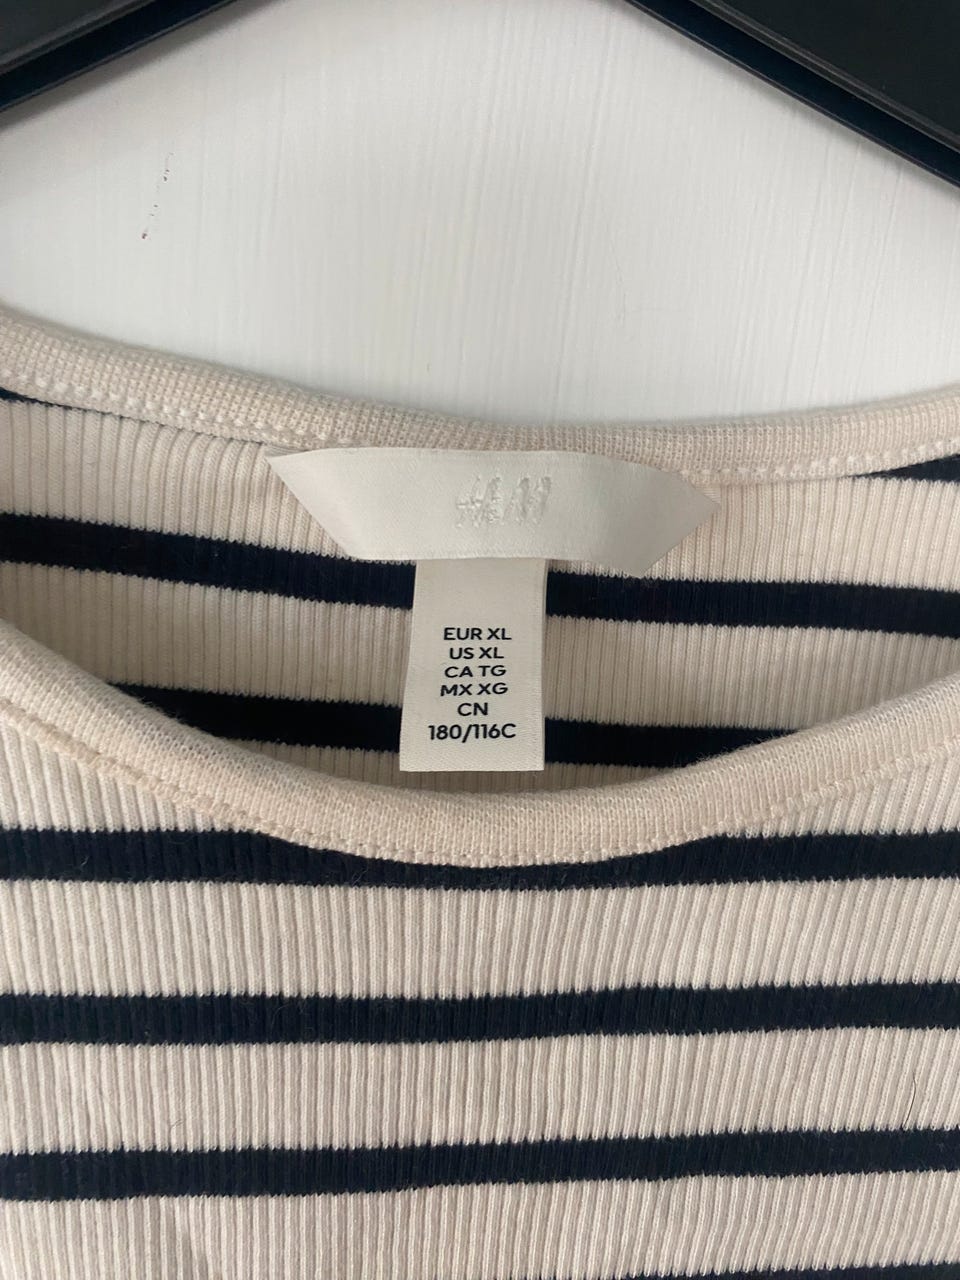 H&M
EUR XL
US XL
CA TG
MX XG
CN
180/116C